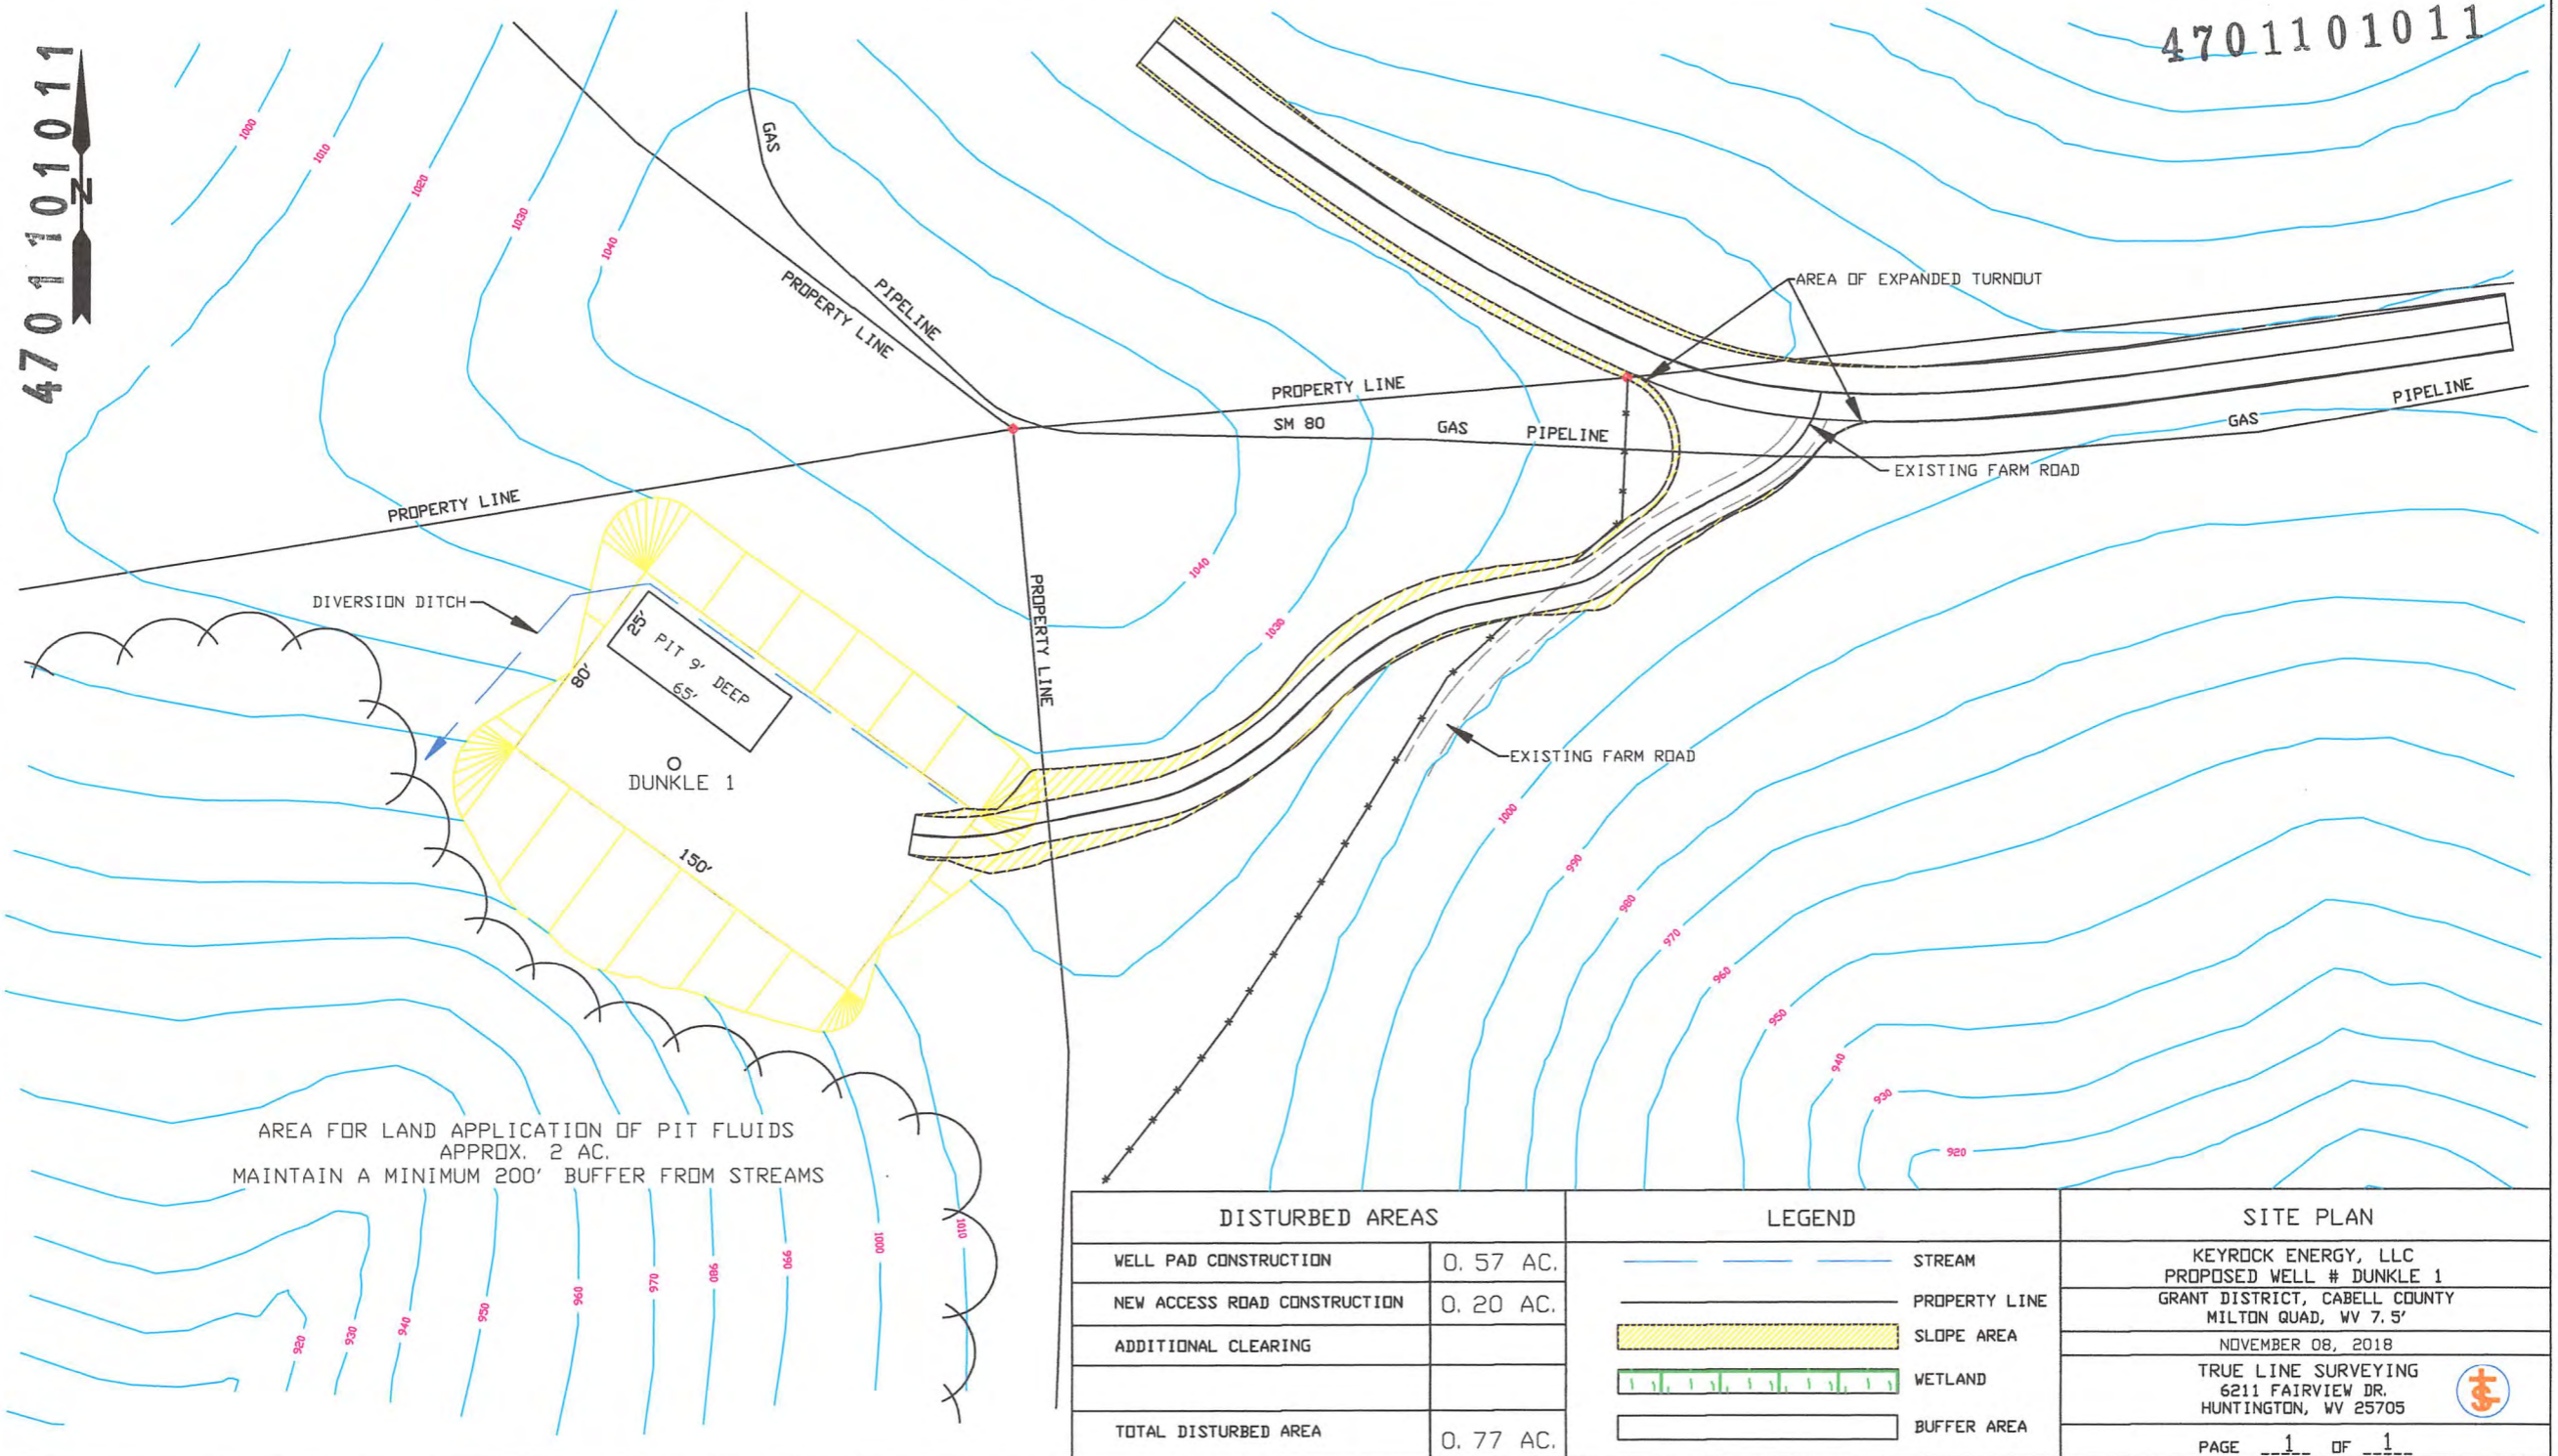 4701101011
4701101011
N
1000
1010
1020
1030
1040
GAS
PIPELINE
PROPERTY LINE
AREA OF EXPANDED TURNOUT
PROPERTY LINE
SM 80
GAS
PIPELINE
PIPELINE
GAS
EXISTING FARM ROAD
PROPERTY LINE
1040
1030
DIVERSION DITCH
25'
PIT 9' DEEP
65'
80'
PROPERTY LINE
DUNKLE 1
150'
EXISTING FARM ROAD
1000
990
980
970
960
950
940
930
920
AREA FOR LAND APPLICATION OF PIT FLUIDS
APPROX. 2 AC.
MAINTAIN A MINIMUM 200' BUFFER FROM STREAMS
920
930
940
950
960
970
980
990
1000
1010
DISTURBED AREAS
WELL PAD CONSTRUCTION 0.57 AC.
NEW ACCESS ROAD CONSTRUCTION 0.20 AC.
ADDITIONAL CLEARING
TOTAL DISTURBED AREA 0.77 AC.
LEGEND
STREAM
PROPERTY LINE
SLOPE AREA
WETLAND
BUFFER AREA
SITE PLAN
KEYROCK ENERGY, LLC
PROPOSED WELL # DUNKLE 1
GRANT DISTRICT, CABELL COUNTY
MILTON QUAD, WV 7.5'
NOVEMBER 08, 2018
TRUE LINE SURVEYING
6211 FAIRVIEW DR.
HUNTINGTON, WV 25705
PAGE 1 OF 1